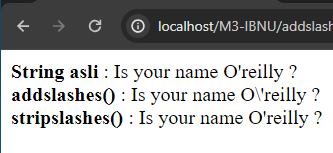 localhost/M3-IBNU/addslash
String asli : Is your name O'reilly ?
addslashes() : Is your name O\'reilly ?
stripslashes() : Is your name O'reilly ?